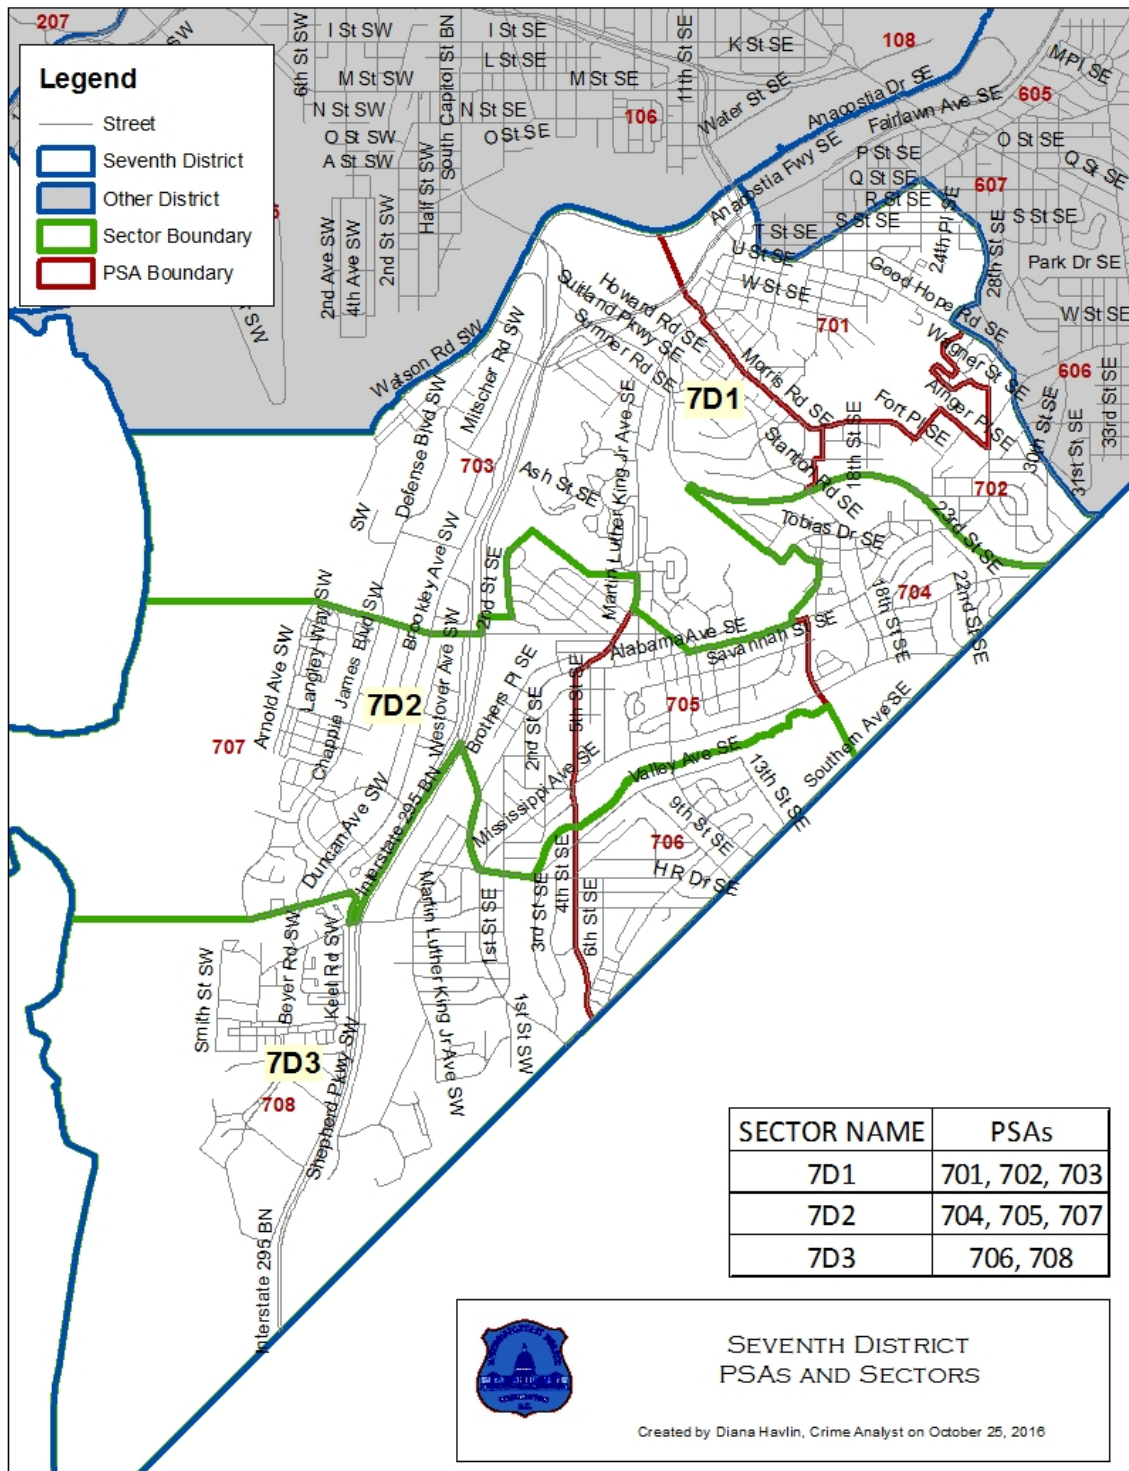 207
SW
6th St SW
I St SW
South Capitol St BN
I St SE
L St SE
11th St SE
K St SE
108
MPI SE
Legend
Street
Seventh District
Other District
Sector Boundary
PSA Boundary
M St SW
M St SE
N St SW
N St SE
O St SW
O St SE
A St SW
106
Water St SE
Anacostia Dr SE
Fairlawn Ave SE
605
Half St SW
2nd Ave SW
4th Ave SW
2nd St SW
Anacostia Fwy SE
P St SE
O St SE
Q St SE
Q St SE
607
R St SE
S St SE
S St SE
T St SE
24th Pl SE
28th St SE
U St SE
Park Dr SE
Good Hope Rd SE
W St SE
W St SE
Howard Rd SE
Suitland Pkwy SE
Sumner Rd SE
701
Wagner St SE
606
33rd St SE
Watson Rd SW
Mitscher Rd SW
Morris Rd SE
7D1
Ainger Pl SE
Fort Pl SE
30th St SE
31st St SE
Defense Blvd SW
703
Ash St SE
Martin Luther King Jr Ave SE
Stanton Rd SE
18th St SE
702
SW
Tobias Dr SE
23rd St SE
Brookley Ave SW
2nd St SE
704
18th St SE
22nd St SE
Langley Way SW
Chappie James Blvd SW
Arnold Ave SW
Westover Ave SW
Alabama Ave SE
Savannah St SE
Brothers Pl SE
5th St SE
7D2
705
707
2nd St SE
Southern Ave SE
Mississippi Ave SE
Valley Ave SE
13th St SE
Duncan Ave SW
Interstate 295 BN
9th St SE
706
H R Dr SE
Martin Luther King Jr Ave SW
1st St SE
3rd St SE
4th St SE
6th St SE
Smith St SW
Beyer Rd SW
Keel Rd SW
1st St SW
7D3
708
Shepherd Pkwy SW
Interstate 295 BN
SECTOR NAME PSAs
7D1 701, 702, 703
7D2 704, 705, 707
7D3 706, 708
SEVENTH DISTRICT
PSAS AND SECTORS
Created by Diana Havlin, Crime Analyst on October 25, 2016